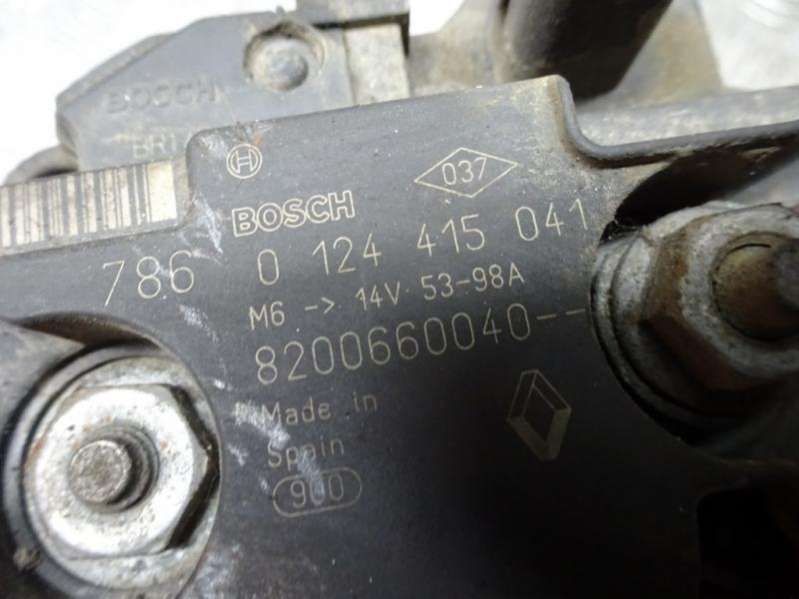 BOSCH
037
BOSCH
786 0 124 415 041
M6 -> 14V 53-98A
8200660040--
Made in
Spain
900